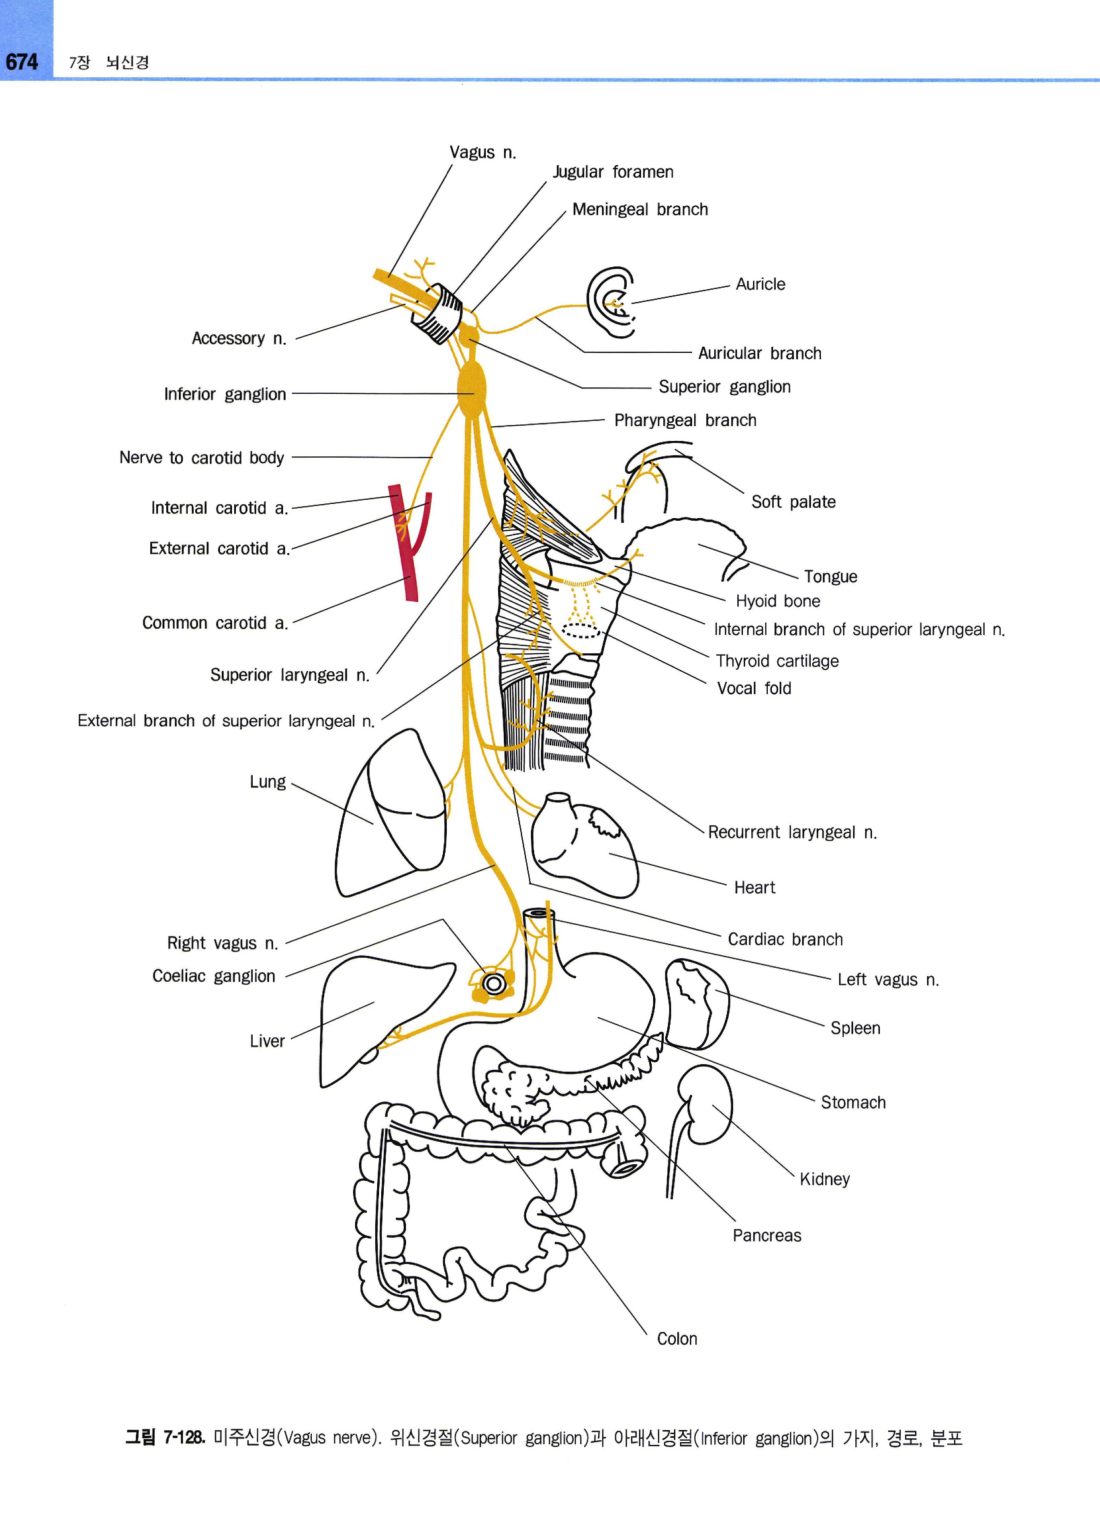 674 7장 뇌신경
Vagus n.
Jugular foramen
Meningeal branch
Auricle
Accessory n.
Auricular branch
Inferior ganglion
Superior ganglion
Pharyngeal branch
Nerve to carotid body
Internal carotid a.
Soft palate
External carotid a.
Tongue
Hyoid bone
Common carotid a.
Internal branch of superior laryngeal n.
Thyroid cartilage
Superior laryngeal n.
Vocal fold
External branch of superior laryngeal n.
Lung
Recurrent laryngeal n.
Heart
Right vagus n.
Cardiac branch
Coeliac ganglion
Left vagus n.
Spleen
Liver
Stomach
Kidney
Pancreas
Colon
그림 7-128. 미주신경(Vagus nerve). 위신경절(Superior ganglion)과 아래신경절(Inferior ganglion)의 가지, 경로, 분포